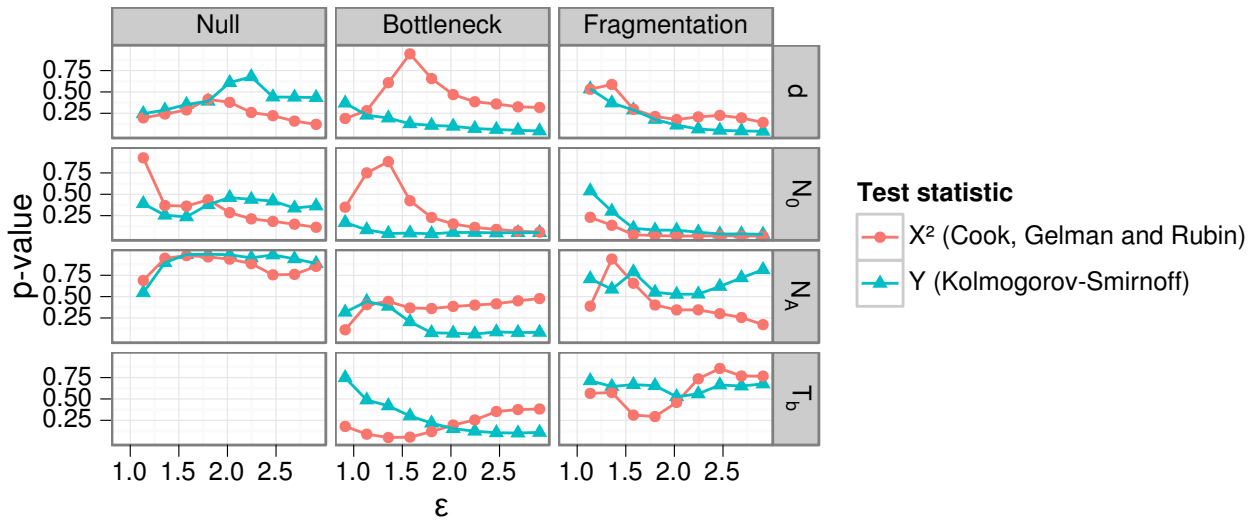 Null Bottleneck Fragmentation
0.75
0.50
0.25
d
0.75
0.50
0.25
N₀
0.75
0.50
0.25
N_A
0.75
0.50
0.25
T_b
p-value
1.0 1.5 2.0 2.5 1.0 1.5 2.0 2.5 1.0 1.5 2.0 2.5
ε
Test statistic
X² (Cook, Gelman and Rubin)
Y (Kolmogorov-Smirnoff)